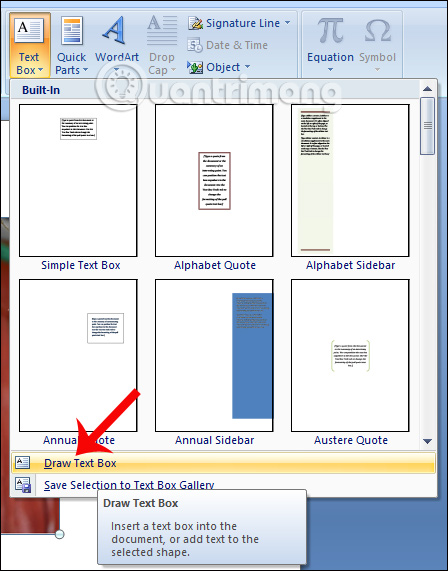 Text Box
Quick Parts
WordArt
Drop Cap
Signature Line
Date & Time
Object
Equation
Symbol
Quantrimang
Built-In
Simple Text Box
Alphabet Quote
Alphabet Sidebar
Annual Quote
Annual Sidebar
Austere Quote
Draw Text Box
Save Selection to Text Box Gallery
Draw Text Box
Insert a text box into the
document, or add text to the
selected shape.